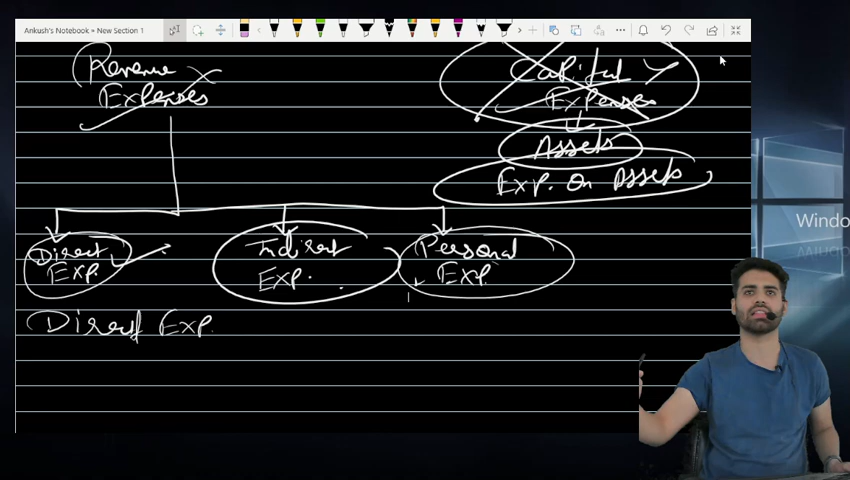 Ankush's Notebook » New Section 1
Revenue
Expenses
Capital
Expenses
Assets
Exp. On Assets
Direct
Exp.
Indirect
Exp.
Personal
Exp.
Direct Exp.
Windo